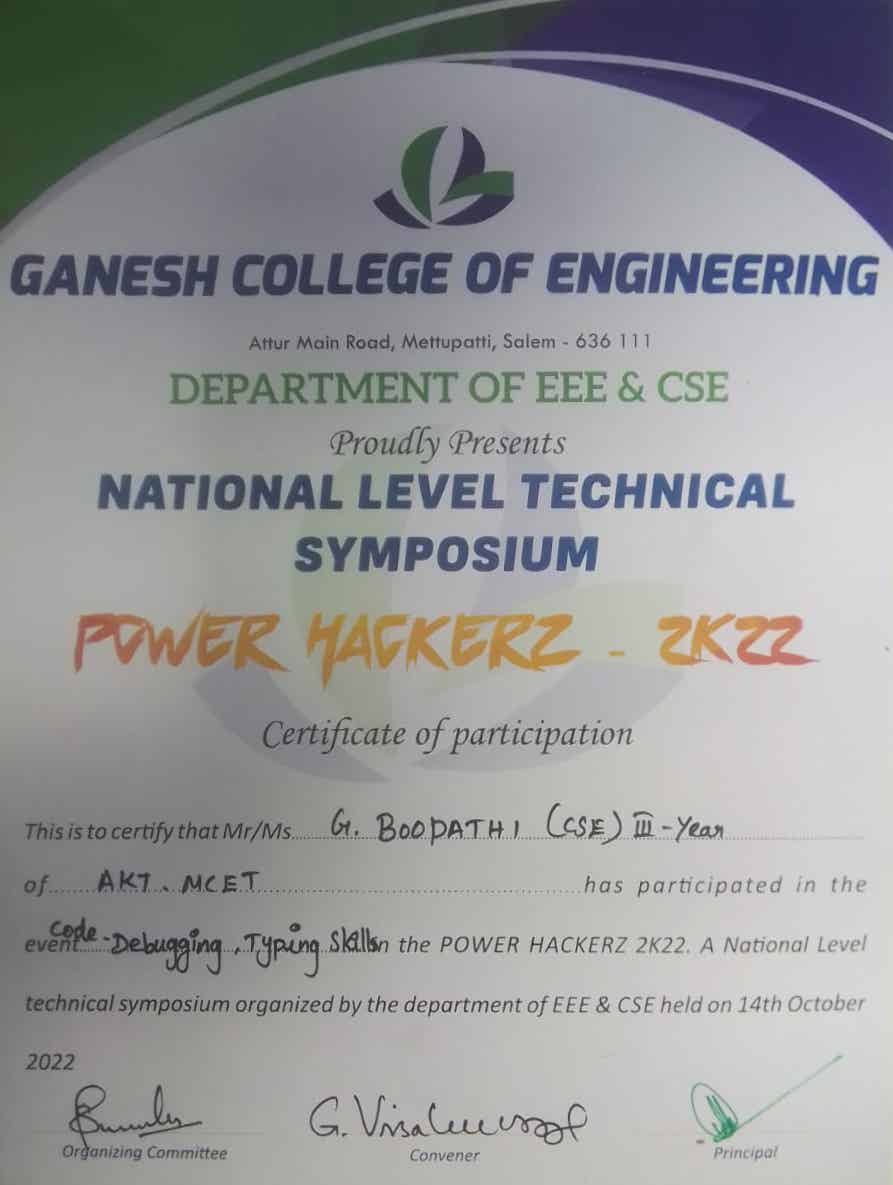 GANESH COLLEGE OF ENGINEERING
Attur Main Road, Mettupatti, Salem - 636 111
DEPARTMENT OF EEE & CSE
Proudly Presents
NATIONAL LEVEL TECHNICAL
SYMPOSIUM
POWER HACKERZ - 2K22
Certificate of participation
This is to certify that Mr/Ms. G. BOOPATHI (CSE) III - Year
of AKT. MCET has participated in the
event Code - Debugging, Typing Skills in the POWER HACKERZ 2K22. A National Level
technical symposium organized by the department of EEE & CSE held on 14th October
2022
Organizing Committee Convener Principal